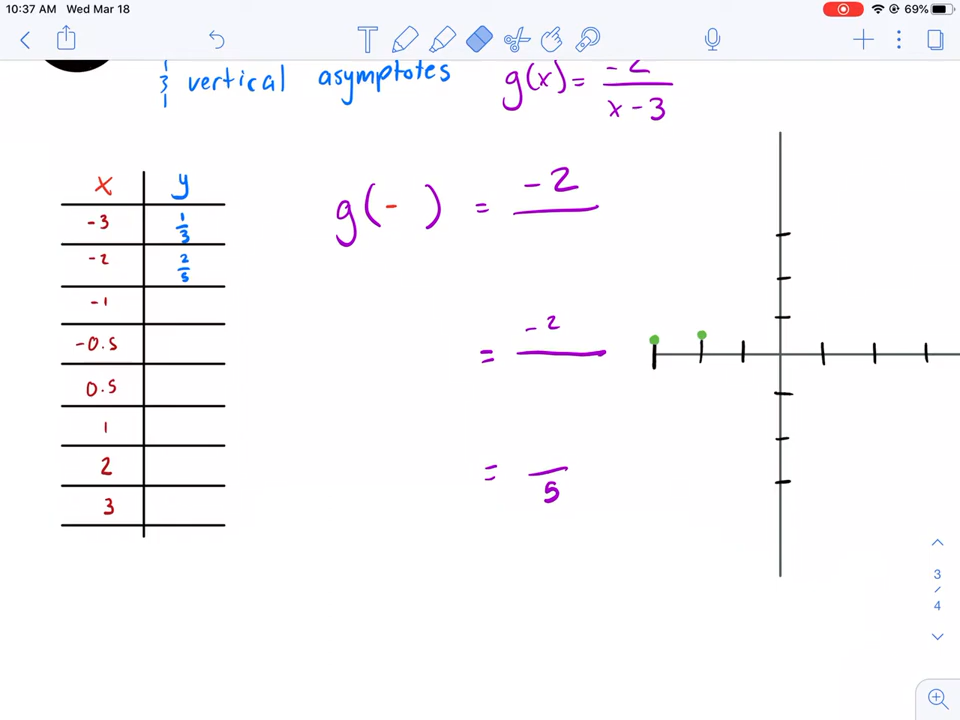 10:37 AM Wed Mar 18
69%
T
vertical asymptotes
g(x) = -2 / x - 3
x y
-3 1/3
-2 2/5
-1
-0.5
0.5
1
2
3
g(- ) = -2
= -2
= 5
3 / 4